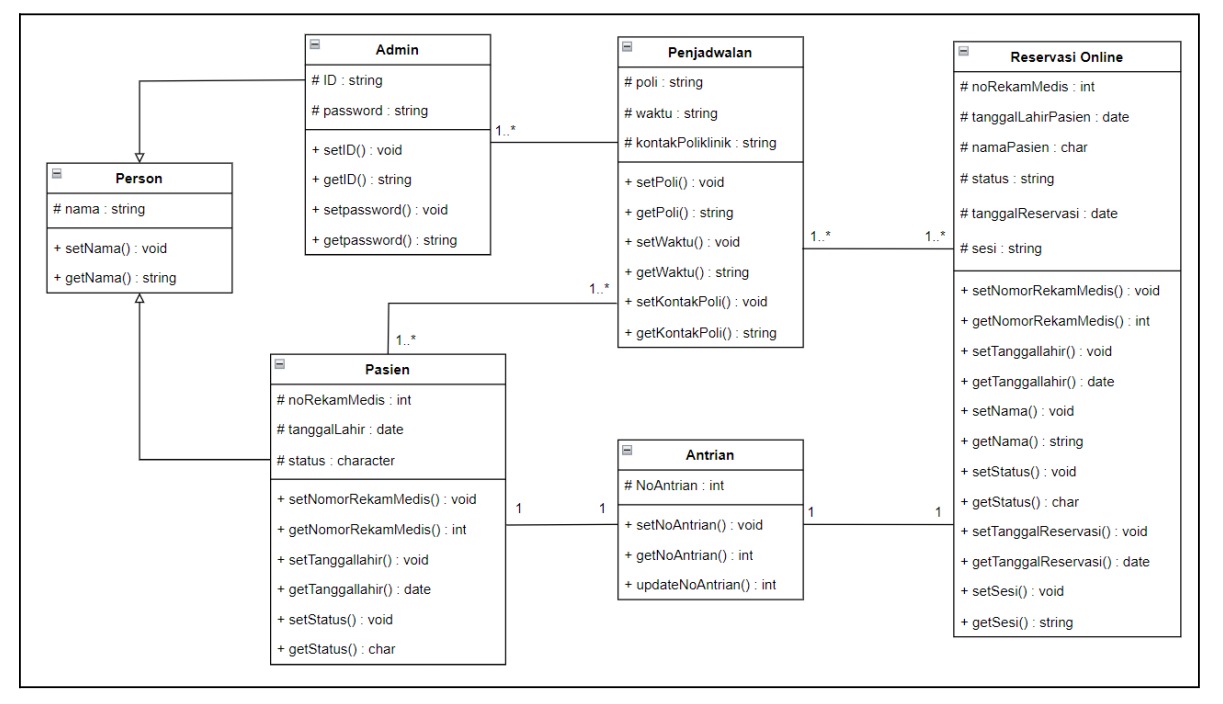 Admin
# ID : string
# password : string
+ setID() : void
+ getID() : string
+ setpassword() : void
+ getpassword() : string
1..*
Penjadwalan
# poli : string
# waktu : string
# kontakPoliklinik : string
+ setPoli() : void
+ getPoli() : string
+ setWaktu() : void
+ getWaktu() : string
+ setKontakPoli() : void
+ getKontakPoli() : string
1..*
1..*
Reservasi Online
# noRekamMedis : int
# tanggalLahirPasien : date
# namaPasien : char
# status : string
# tanggalReservasi : date
# sesi : string
+ setNomorRekamMedis() : void
+ getNomorRekamMedis() : int
+ setTanggallahir() : void
+ getTanggallahir() : date
+ setNama() : void
+ getNama() : string
+ setStatus() : void
+ getStatus() : char
+ setTanggalReservasi() : void
+ getTanggalReservasi() : date
+ setSesi() : void
+ getSesi() : string
Person
# nama : string
+ setNama() : void
+ getNama() : string
1..*
1..*
Pasien
# noRekamMedis : int
# tanggalLahir : date
# status : character
+ setNomorRekamMedis() : void
+ getNomorRekamMedis() : int
+ setTanggallahir() : void
+ getTanggallahir() : date
+ setStatus() : void
+ getStatus() : char
1
1
Antrian
# NoAntrian : int
+ setNoAntrian() : void
+ getNoAntrian() : int
+ updateNoAntrian() : int
1
1